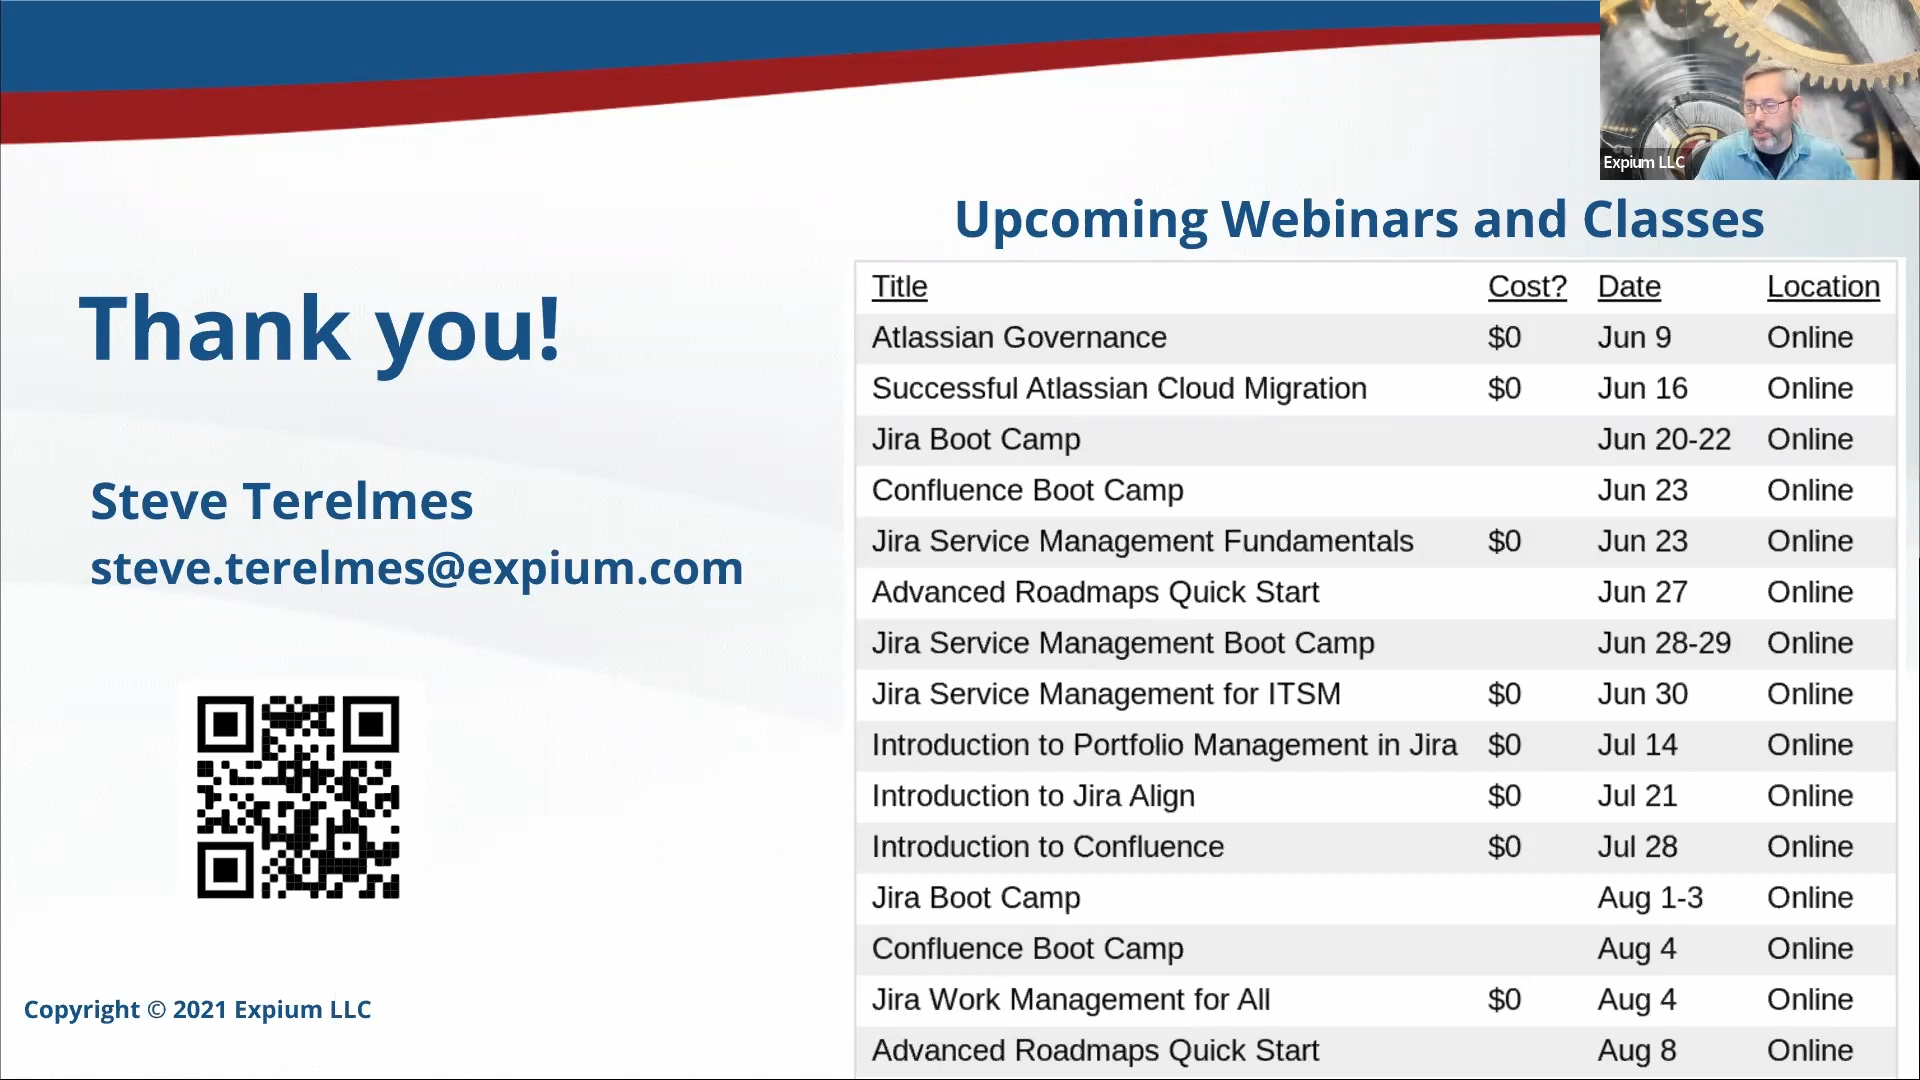 Expium LLC
Upcoming Webinars and Classes
Thank you!
Steve Terelmes
steve.terelmes@expium.com
Copyright © 2021 Expium LLC
Title Cost? Date Location
Atlassian Governance $0 Jun 9 Online
Successful Atlassian Cloud Migration $0 Jun 16 Online
Jira Boot Camp Jun 20-22 Online
Confluence Boot Camp Jun 23 Online
Jira Service Management Fundamentals $0 Jun 23 Online
Advanced Roadmaps Quick Start Jun 27 Online
Jira Service Management Boot Camp Jun 28-29 Online
Jira Service Management for ITSM $0 Jun 30 Online
Introduction to Portfolio Management in Jira $0 Jul 14 Online
Introduction to Jira Align $0 Jul 21 Online
Introduction to Confluence $0 Jul 28 Online
Jira Boot Camp Aug 1-3 Online
Confluence Boot Camp Aug 4 Online
Jira Work Management for All $0 Aug 4 Online
Advanced Roadmaps Quick Start Aug 8 Online